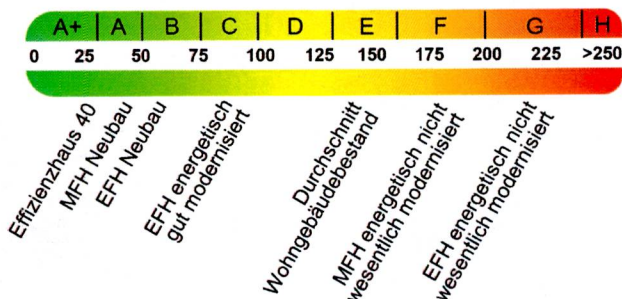 A+ A B C D E F G H
0 25 50 75 100 125 150 175 200 225 >250
Effizienzhaus 40
MFH Neubau
EFH Neubau
EFH energetisch
gut modernisiert
Durchschnitt
Wohngebäudebestand
MFH energetisch nicht
wesentlich modernisiert
EFH energetisch nicht
wesentlich modernisiert